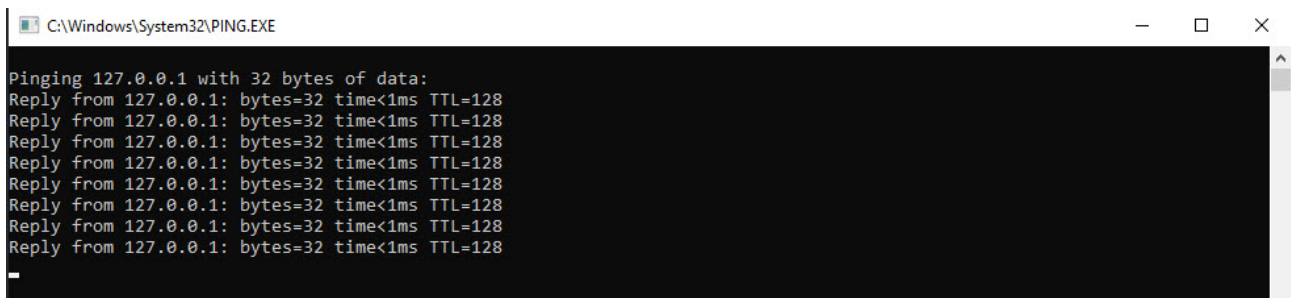 C:\Windows\System32\PING.EXE
Pinging 127.0.0.1 with 32 bytes of data:
Reply from 127.0.0.1: bytes=32 time<1ms TTL=128
Reply from 127.0.0.1: bytes=32 time<1ms TTL=128
Reply from 127.0.0.1: bytes=32 time<1ms TTL=128
Reply from 127.0.0.1: bytes=32 time<1ms TTL=128
Reply from 127.0.0.1: bytes=32 time<1ms TTL=128
Reply from 127.0.0.1: bytes=32 time<1ms TTL=128
Reply from 127.0.0.1: bytes=32 time<1ms TTL=128
Reply from 127.0.0.1: bytes=32 time<1ms TTL=128